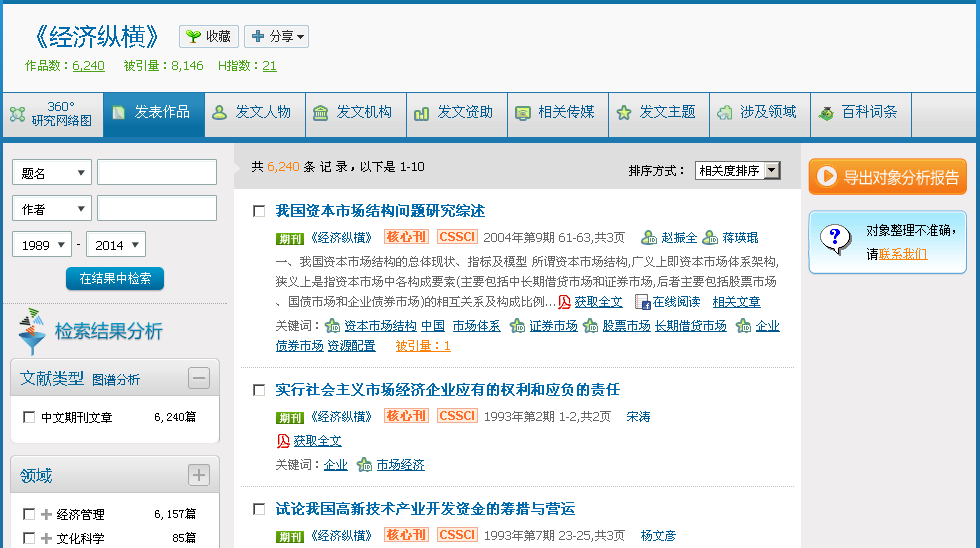 《经济纵横》 收藏 分享
作品数：6,240 被引量：8,146 H指数：21
360°
研究网络图
发表作品 发文人物 发文机构 发文资助 相关传媒 发文主题 涉及领域 百科词条
题名
作者
1989 - 2014
在结果中检索
检索结果分析
文献类型 图谱分析
中文期刊文章 6,240篇
领域
经济管理 6,157篇
文化科学 85篇
共 6,240 条 记 录，以下是 1-10 排序方式： 相关度排序
我国资本市场结构问题研究综述
期刊 《经济纵横》 核心刊 CSSCI 2004年第9期 61-63,共3页 赵振全 蒋瑛琨
一、我国资本市场结构的总体现状、指标及模型 所谓资本市场结构,广义上即资本市场体系架构,
狭义上是指资本市场中各构成要素(主要包括中长期借贷市场和证券市场,后者主要包括股票市场
、国债市场和企业债券市场)的相互关系及构成比例... 获取全文 在线阅读 相关文章
关键词：资本市场结构 中国 市场体系 证券市场 股票市场 长期借贷市场 企业
债券市场 资源配置 被引量：1
实行社会主义市场经济企业应有的权利和应负的责任
期刊 《经济纵横》 核心刊 CSSCI 1993年第2期 1-2,共2页 宋涛
获取全文
关键词：企业 市场经济
试论我国高新技术产业开发资金的筹措与营运
期刊 《经济纵横》 核心刊 CSSCI 1993年第7期 23-25,共3页 杨文彦
导出对象分析报告
对象整理不准确，
请联系我们